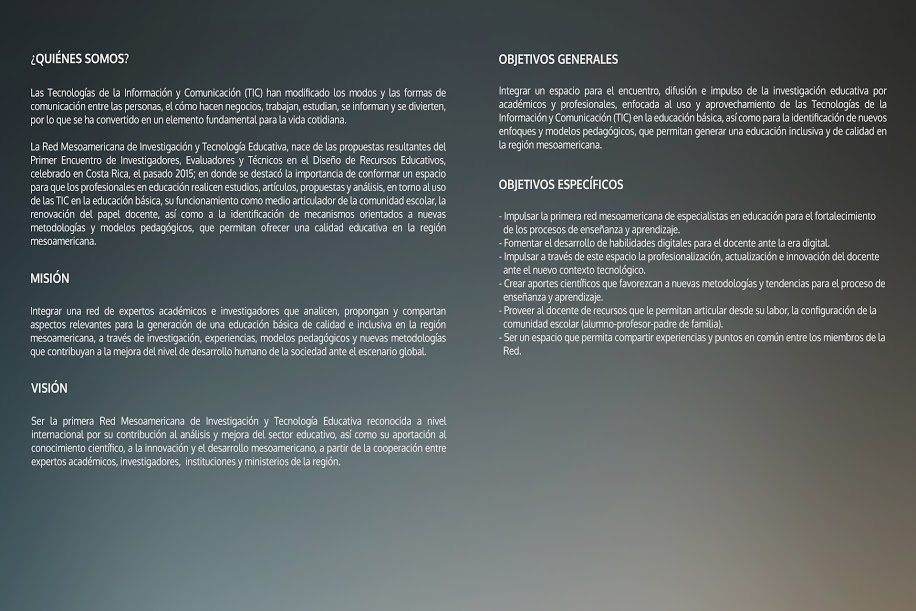 ¿QUIÉNES SOMOS?
Las Tecnologías de la Información y Comunicación (TIC) han modificado los modos y las formas de
comunicación entre las personas, el cómo hacen negocios, trabajan, estudian, se informan y se divierten,
por lo que se ha convertido en un elemento fundamental para la vida cotidiana.
La Red Mesoamericana de Investigación y Tecnología Educativa, nace de las propuestas resultantes del
Primer Encuentro de Investigadores, Evaluadores y Técnicos en el Diseño de Recursos Educativos,
celebrado en Costa Rica, el pasado 2015; en donde se destacó la importancia de conformar un espacio
para que los profesionales en educación realicen estudios, artículos, propuestas y análisis, en torno al uso
de las TIC en la educación básica, su funcionamiento como medio articulador de la comunidad escolar, la
renovación del papel docente, así como a la identificación de mecanismos orientados a nuevas
metodologías y modelos pedagógicos, que permitan ofrecer una calidad educativa en la región
mesoamericana.
MISIÓN
Integrar una red de expertos académicos e investigadores que analicen, propongan y compartan
aspectos relevantes para la generación de una educación básica de calidad e inclusiva en la región
mesoamericana, a través de investigación, experiencias, modelos pedagógicos y nuevas metodologías
que contribuyan a la mejora del nivel de desarrollo humano de la sociedad ante el escenario global.
VISIÓN
Ser la primera Red Mesoamericana de Investigación y Tecnología Educativa reconocida a nivel
internacional por su contribución al análisis y mejora del sector educativo, así como su aportación al
conocimiento científico, a la innovación y el desarrollo mesoamericano, a partir de la cooperación entre
expertos académicos, investigadores, instituciones y ministerios de la región.
OBJETIVOS GENERALES
Integrar un espacio para el encuentro, difusión e impulso de la investigación educativa por
académicos y profesionales, enfocada al uso y aprovechamiento de las Tecnologías de la
Información y Comunicación (TIC) en la educación básica, así como para la identificación de nuevos
enfoques y modelos pedagógicos, que permitan generar una educación inclusiva y de calidad en
la región mesoamericana.
OBJETIVOS ESPECÍFICOS
- Impulsar la primera red mesoamericana de especialistas en educación para el fortalecimiento
de los procesos de enseñanza y aprendizaje.
- Fomentar el desarrollo de habilidades digitales para el docente ante la era digital.
- Impulsar a través de este espacio la profesionalización, actualización e innovación del docente
ante el nuevo contexto tecnológico.
- Crear aportes científicos que favorezcan a nuevas metodologías y tendencias para el proceso de
enseñanza y aprendizaje.
- Proveer al docente de recursos que le permitan articular desde su labor, la configuración de la
comunidad escolar (alumno-profesor-padre de familia).
- Ser un espacio que permita compartir experiencias y puntos en común entre los miembros de la
Red.